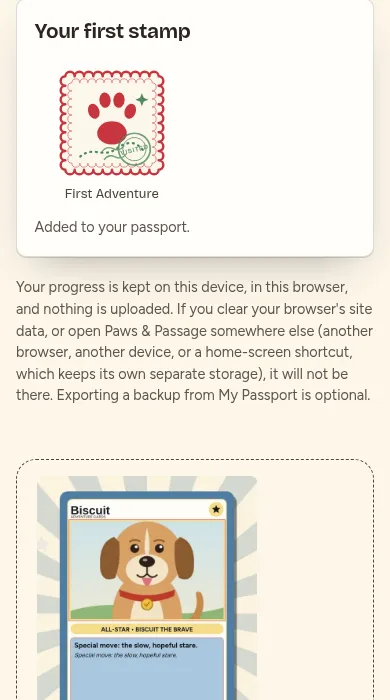 Your first stamp
VISITED
First Adventure
Added to your passport.
Your progress is kept on this device, in this browser,
and nothing is uploaded. If you clear your browser's site
data, or open Paws & Passage somewhere else (another
browser, another device, or a home-screen shortcut,
which keeps its own separate storage), it will not be
there. Exporting a backup from My Passport is optional.
Biscuit
ADVENTURE CARDS
ALL-STAR • BISCUIT THE BRAVE
Special move: the slow, hopeful stare.
Special move: the slow, hopeful stare.